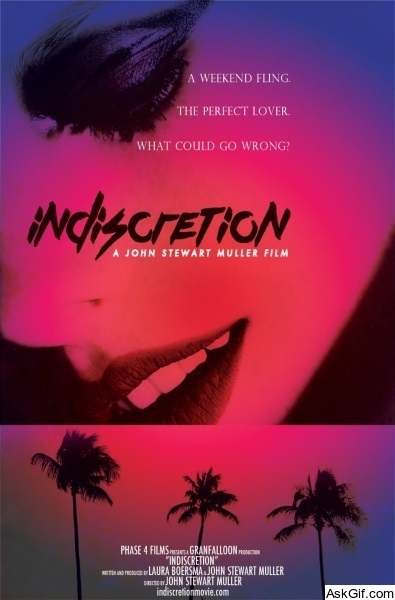 A WEEKEND FLING.
THE PERFECT LOVER.
WHAT COULD GO WRONG?
iNdiScrETiON
A JOHN STEWART MULLER FILM
PHASE 4 FILMS PRESENTS A GRANFALLOON PRODUCTION
"INDISCRETION"
WRITTEN AND PRODUCED BY LAURA BOERSMA & JOHN STEWART MULLER
DIRECTED BY JOHN STEWART MULLER
indiscretionmovie.com
AskGif.com